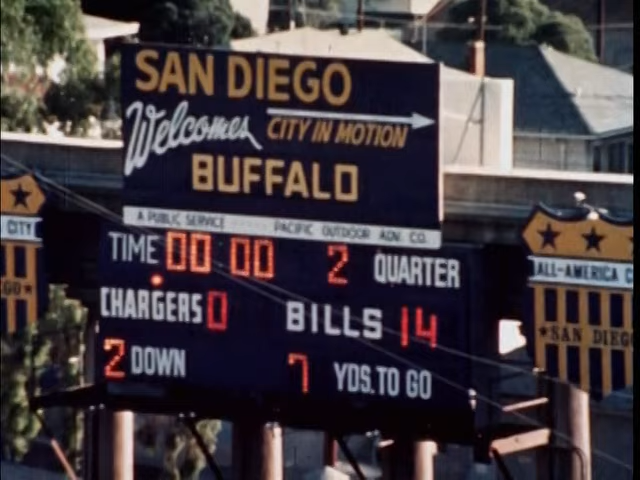 SAN DIEGO
Welcomes
CITY IN MOTION
BUFFALO
A PUBLIC SERVICE PACIFIC OUTDOOR ADV. CO.
TIME 00 00 2 QUARTER
CHARGERS 0 BILLS 14
2 DOWN 7 YDS. TO GO
CITY
GO
ALL-AMERICA C
SAN DIEG